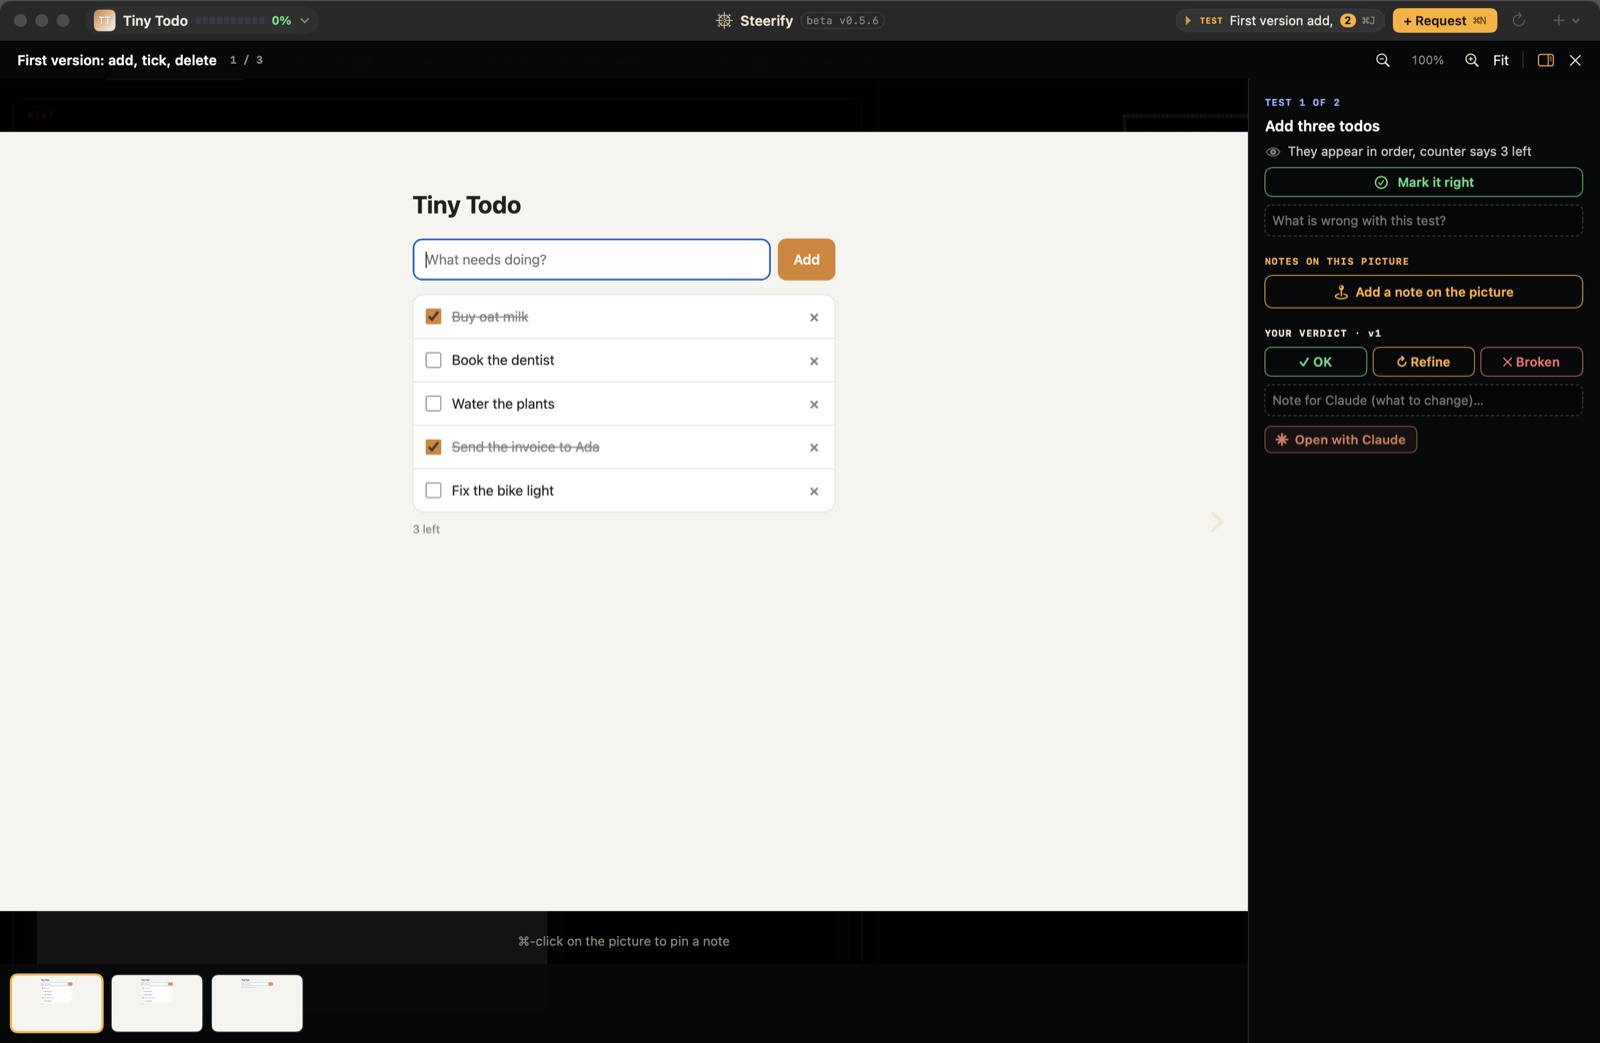 TT Tiny Todo 0%
Steerify beta v0.5.6
TEST First version add, 2 ⌘J
+ Request ⌘N
First version: add, tick, delete 1 / 3
100% Fit
NEXT
Tiny Todo
What needs doing?
Add
Buy oat milk
Book the dentist
Water the plants
Send the invoice to Ada
Fix the bike light
3 left
⌘-click on the picture to pin a note
TEST 1 OF 2
Add three todos
They appear in order, counter says 3 left
Mark it right
What is wrong with this test?
NOTES ON THIS PICTURE
Add a note on the picture
YOUR VERDICT · v1
OK Refine Broken
Note for Claude (what to change)...
Open with Claude